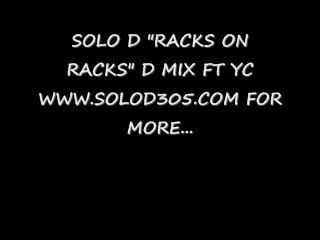 SOLO D "RACKS ON
RACKS" D MIX FT YC
WWW.SOLOD305.COM FOR
MORE...